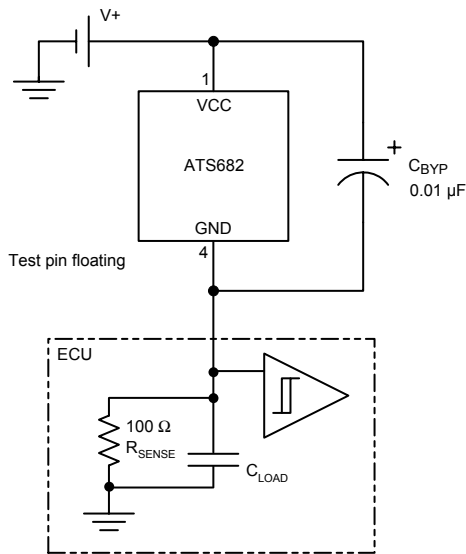 V+
1
VCC
ATS682
GND
4
+
CBYP
0.01 µF
Test pin floating
ECU
100 Ω
RSENSE
CLOAD